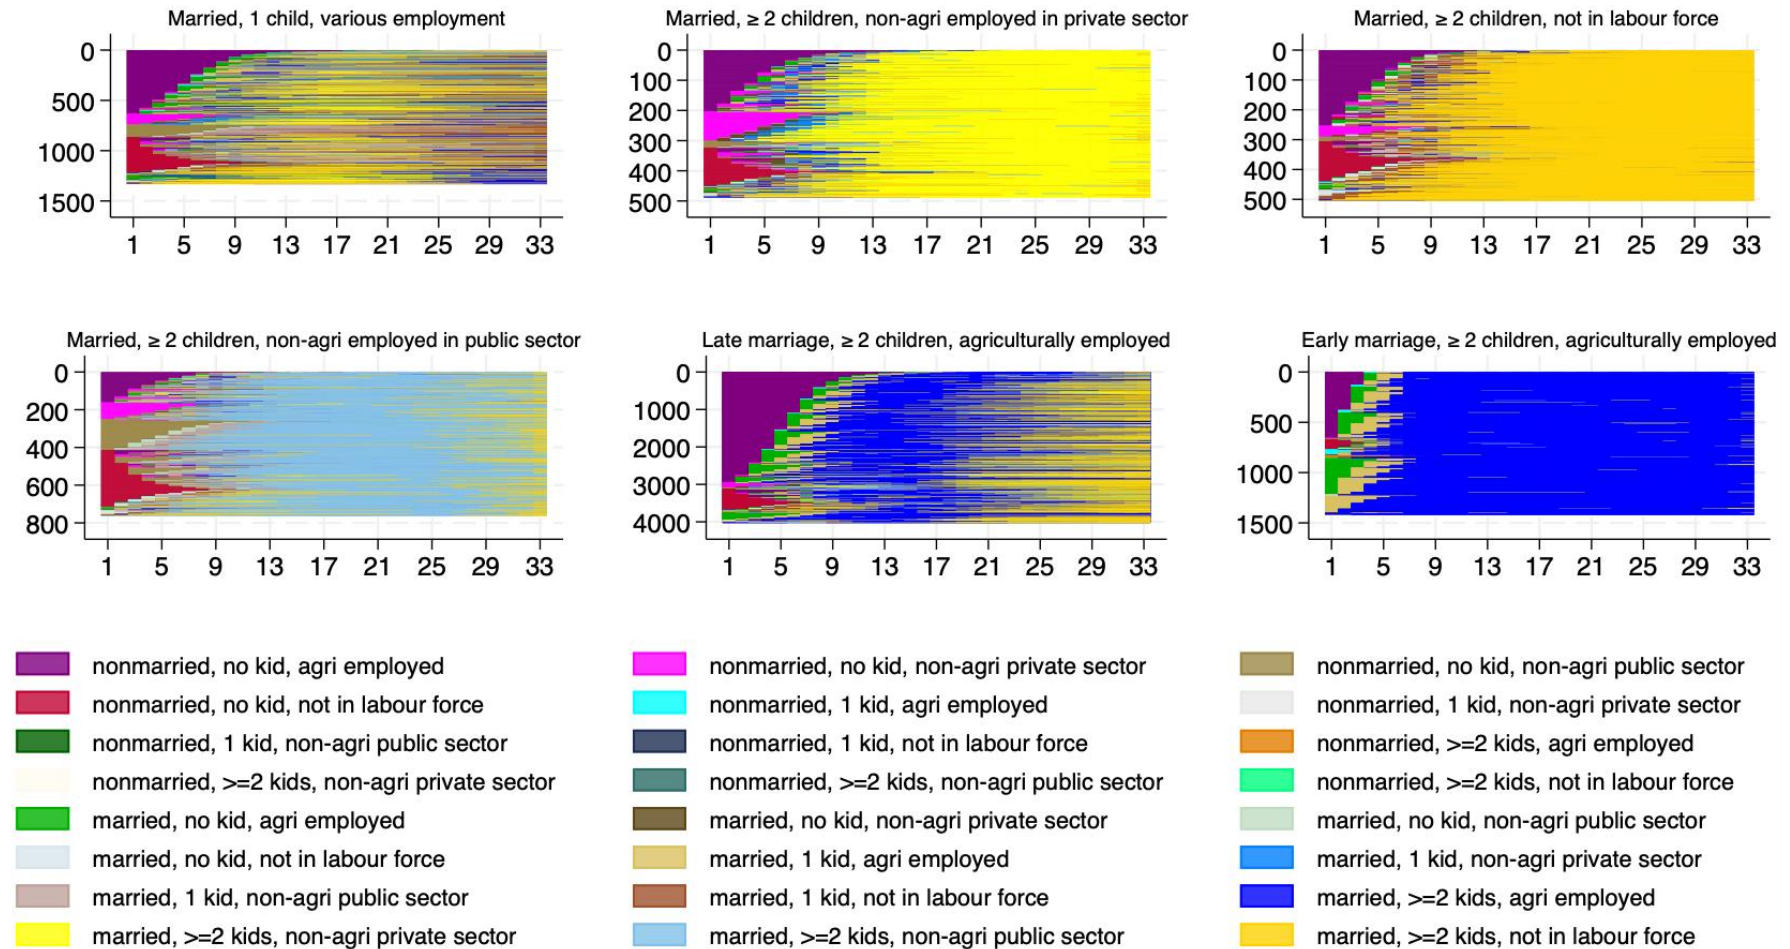 Married, 1 child, various employment
0
500
1000
1500
1 5 9 13 17 21 25 29 33
Married, ≥ 2 children, non-agri employed in private sector
0
100
200
300
400
500
1 5 9 13 17 21 25 29 33
Married, ≥ 2 children, not in labour force
0
100
200
300
400
500
1 5 9 13 17 21 25 29 33
Married, ≥ 2 children, non-agri employed in public sector
0
200
400
600
800
1 5 9 13 17 21 25 29 33
Late marriage, ≥ 2 children, agriculturally employed
0
1000
2000
3000
4000
1 5 9 13 17 21 25 29 33
Early marriage, ≥ 2 children, agriculturally employed
0
500
1000
1500
1 5 9 13 17 21 25 29 33
nonmarried, no kid, agri employed
nonmarried, no kid, non-agri private sector
nonmarried, no kid, non-agri public sector
nonmarried, no kid, not in labour force
nonmarried, 1 kid, agri employed
nonmarried, 1 kid, non-agri private sector
nonmarried, 1 kid, non-agri public sector
nonmarried, 1 kid, not in labour force
nonmarried, >=2 kids, agri employed
nonmarried, >=2 kids, non-agri private sector
nonmarried, >=2 kids, non-agri public sector
nonmarried, >=2 kids, not in labour force
married, no kid, agri employed
married, no kid, non-agri private sector
married, no kid, non-agri public sector
married, no kid, not in labour force
married, 1 kid, agri employed
married, 1 kid, non-agri private sector
married, 1 kid, non-agri public sector
married, 1 kid, not in labour force
married, >=2 kids, agri employed
married, >=2 kids, non-agri private sector
married, >=2 kids, non-agri public sector
married, >=2 kids, not in labour force